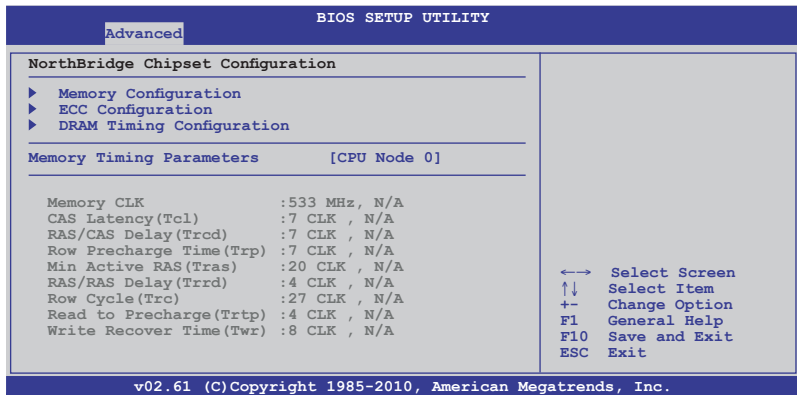 BIOS SETUP UTILITY
Advanced
NorthBridge Chipset Configuration
Memory Configuration
ECC Configuration
DRAM Timing Configuration
Memory Timing Parameters [CPU Node 0]
Memory CLK :533 MHz, N/A
CAS Latency(Tcl) :7 CLK , N/A
RAS/CAS Delay(Trcd) :7 CLK , N/A
Row Precharge Time(Trp) :7 CLK , N/A
Min Active RAS(Tras) :20 CLK , N/A
RAS/RAS Delay(Trrd) :4 CLK , N/A
Row Cycle(Trc) :27 CLK , N/A
Read to Precharge(Trtp) :4 CLK , N/A
Write Recover Time(Twr) :8 CLK , N/A
←→ Select Screen
↑↓ Select Item
+- Change Option
F1 General Help
F10 Save and Exit
ESC Exit
v02.61 (C)Copyright 1985-2010, American Megatrends, Inc.